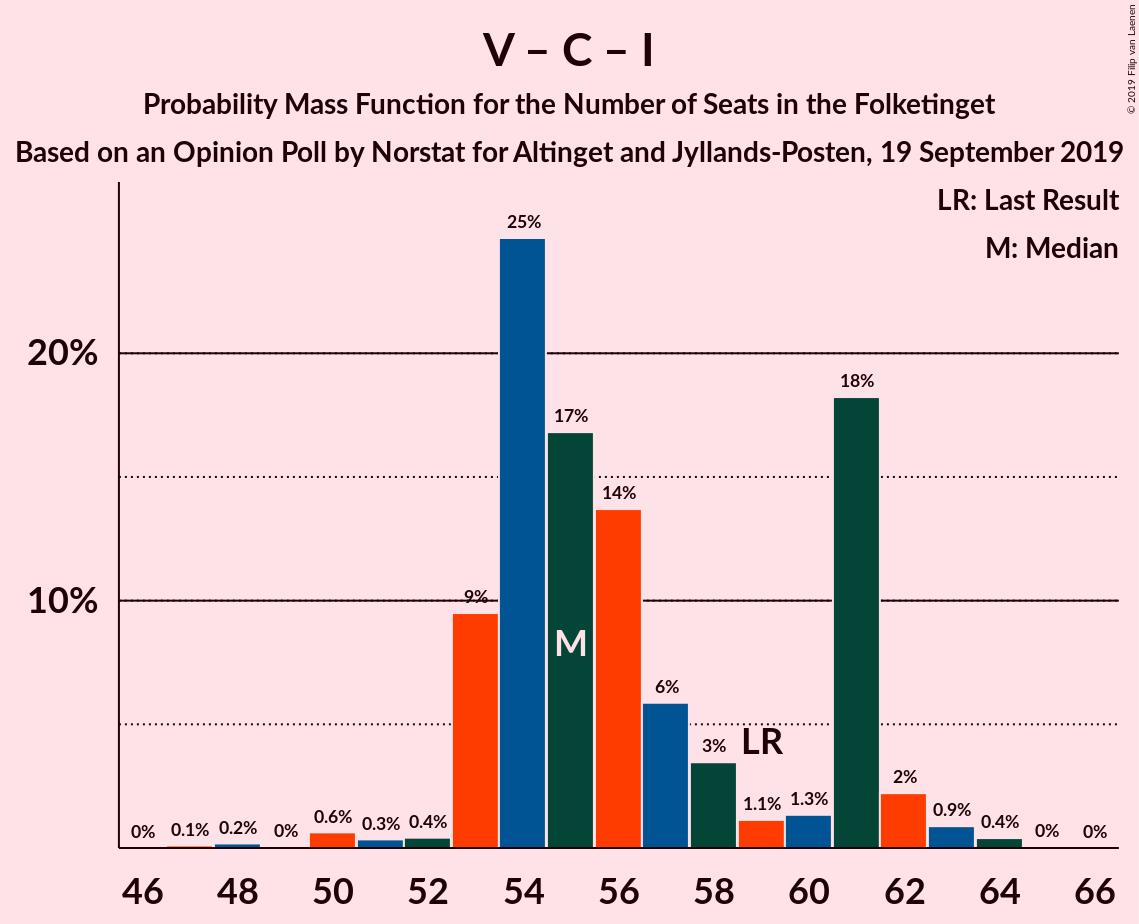 V – C – I
Probability Mass Function for the Number of Seats in the Folketinget
Based on an Opinion Poll by Norstat for Altinget and Jyllands-Posten, 19 September 2019
© 2019 Filip van Laenen
LR: Last Result
M: Median
20%
10%
0%
0.1%
0.2%
0%
0.6%
0.3%
0.4%
9%
25%
17%
14%
6%
3%
1.1%
1.3%
18%
2%
0.9%
0.4%
0%
0%
M
LR
46 48 50 52 54 56 58 60 62 64 66